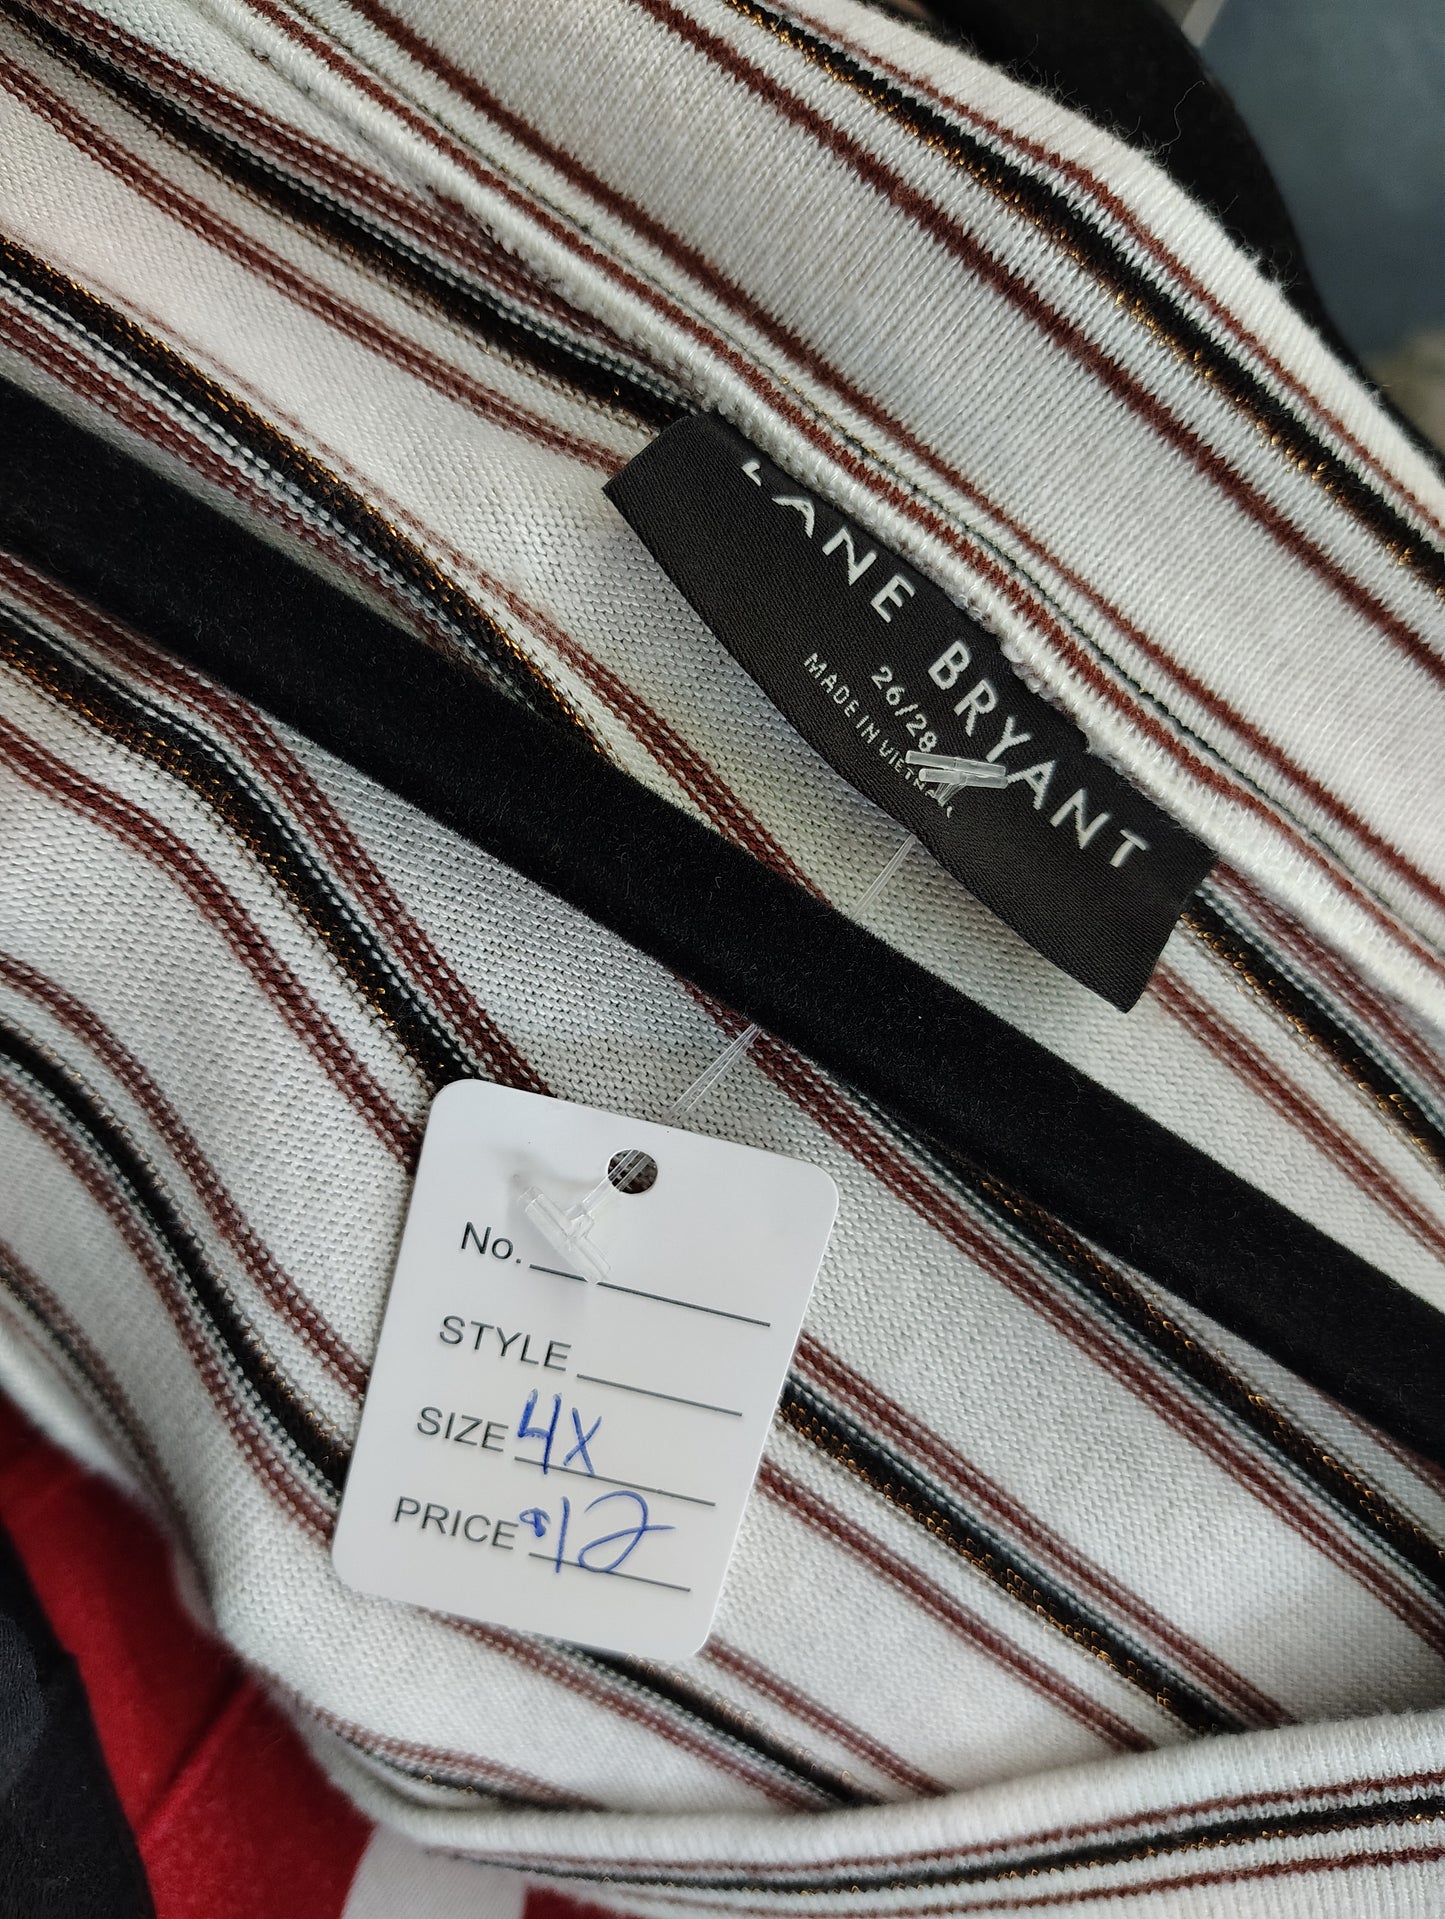 LANE BRYANT
26/28
MADE IN VIETNAM
No.
STYLE
SIZE 4X
PRICE $12